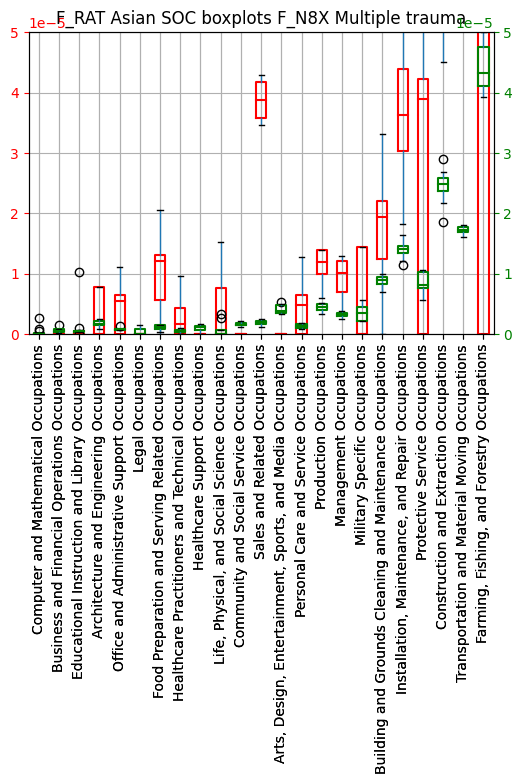 F_RAT Asian SOC boxplots F_N8X Multiple trauma
1e−5
1e−5
5
4
3
2
1
0
5
4
3
2
1
0
Computer and Mathematical Occupations
Business and Financial Operations Occupations
Educational Instruction and Library Occupations
Architecture and Engineering Occupations
Office and Administrative Support Occupations
Legal Occupations
Food Preparation and Serving Related Occupations
Healthcare Practitioners and Technical Occupations
Healthcare Support Occupations
Life, Physical, and Social Science Occupations
Community and Social Service Occupations
Sales and Related Occupations
Arts, Design, Entertainment, Sports, and Media Occupations
Personal Care and Service Occupations
Production Occupations
Management Occupations
Military Specific Occupations
Building and Grounds Cleaning and Maintenance Occupations
Installation, Maintenance, and Repair Occupations
Protective Service Occupations
Construction and Extraction Occupations
Transportation and Material Moving Occupations
Farming, Fishing, and Forestry Occupations